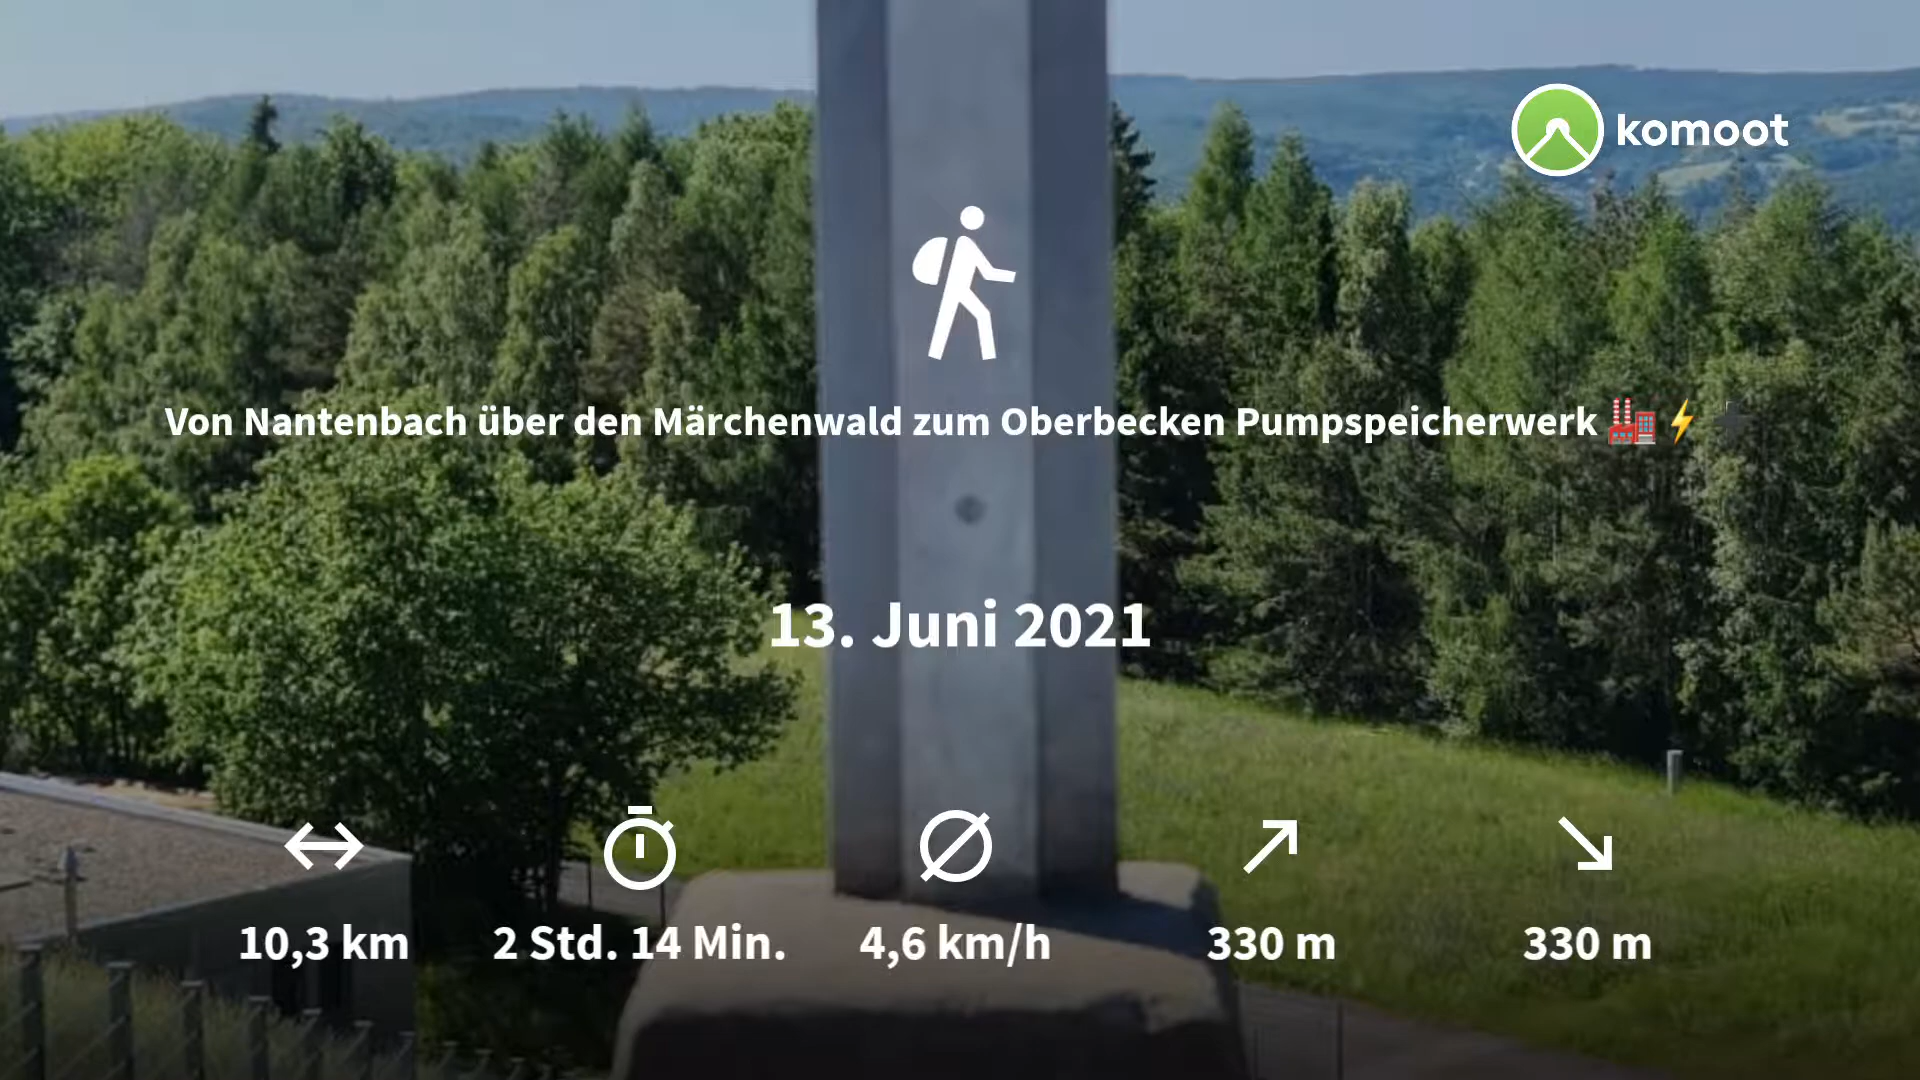 komoot
Von Nantenbach über den Märchenwald zum Oberbecken Pumpspeicherwerk 🏭⚡➕
13. Juni 2021
10,3 km
2 Std. 14 Min.
4,6 km/h
330 m
330 m